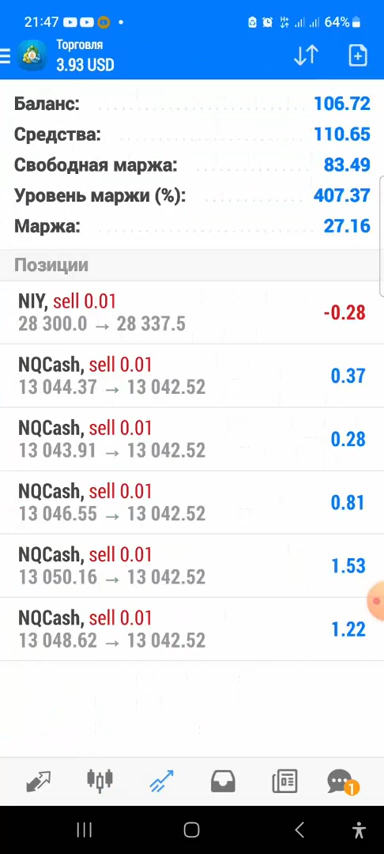 21:47 64%
Торговля
3.93 USD
Баланс: 106.72
Средства: 110.65
Свободная маржа: 83.49
Уровень маржи (%): 407.37
Маржа: 27.16
Позиции
NIY, sell 0.01
28 300.0 → 28 337.5 -0.28
NQCash, sell 0.01
13 044.37 → 13 042.52 0.37
NQCash, sell 0.01
13 043.91 → 13 042.52 0.28
NQCash, sell 0.01
13 046.55 → 13 042.52 0.81
NQCash, sell 0.01
13 050.16 → 13 042.52 1.53
NQCash, sell 0.01
13 048.62 → 13 042.52 1.22
1